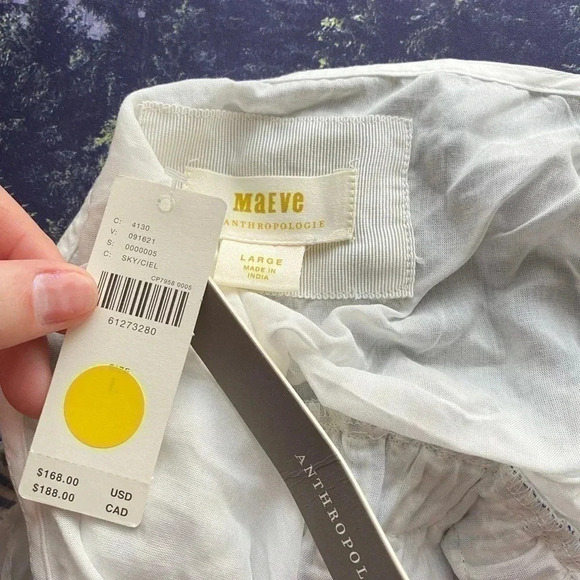 MaEVe
ANTHROPOLOGIE
LARGE
MADE IN
INDIA
C: 4130
V: 091621
S: 0000005
C: SKY/CIEL
CP7958 0005
61273280
SIZE
L
$168.00 USD
$188.00 CAD
ANTHROPOL